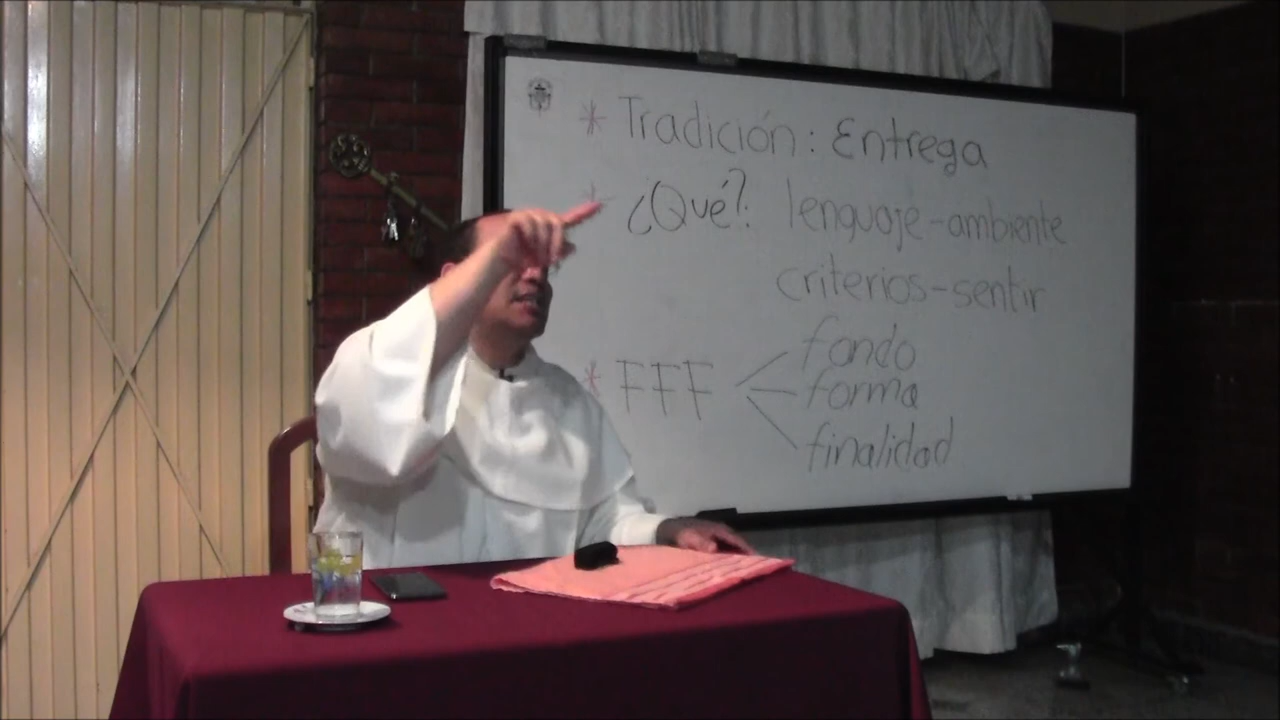 * Tradición: Entrega
* ¿Qué?: lenguaje-ambiente
criterios-sentir
* FFF < fondo
forma
finalidad